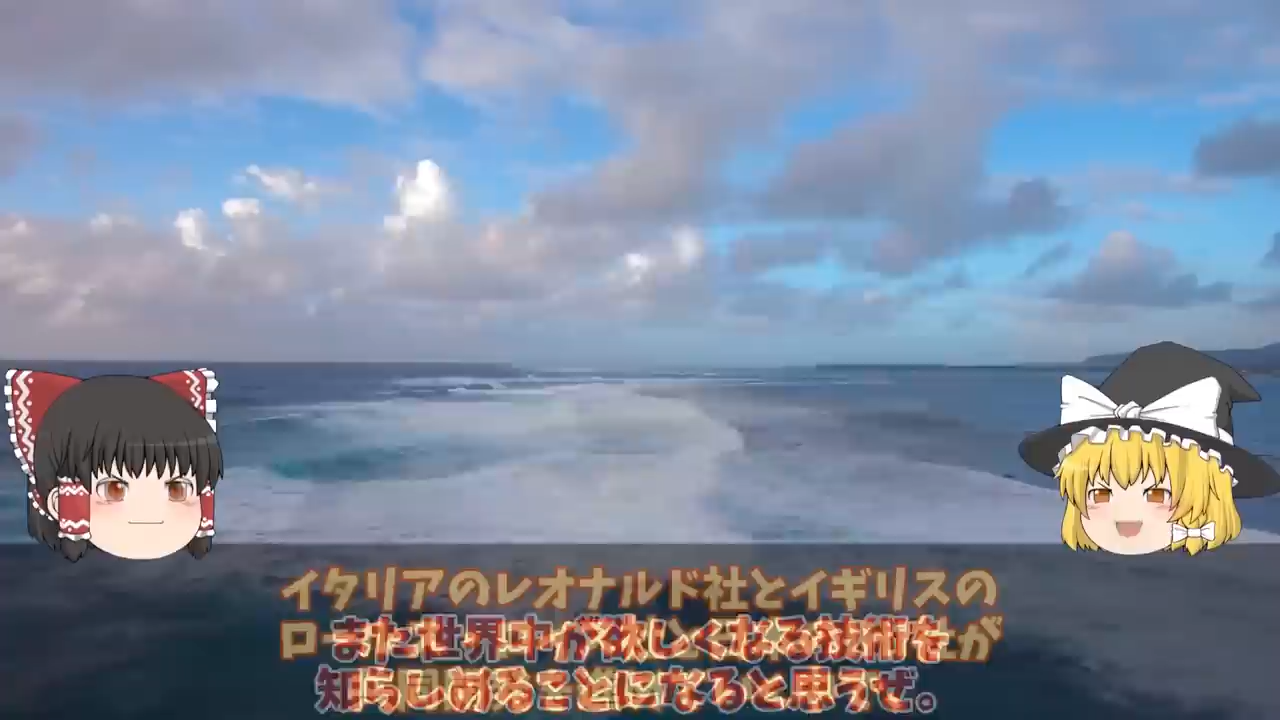 イタリアのレオナルド社とイギリスの
また世界中が欲しくなる技術を
知らしめることになると思うぜ。